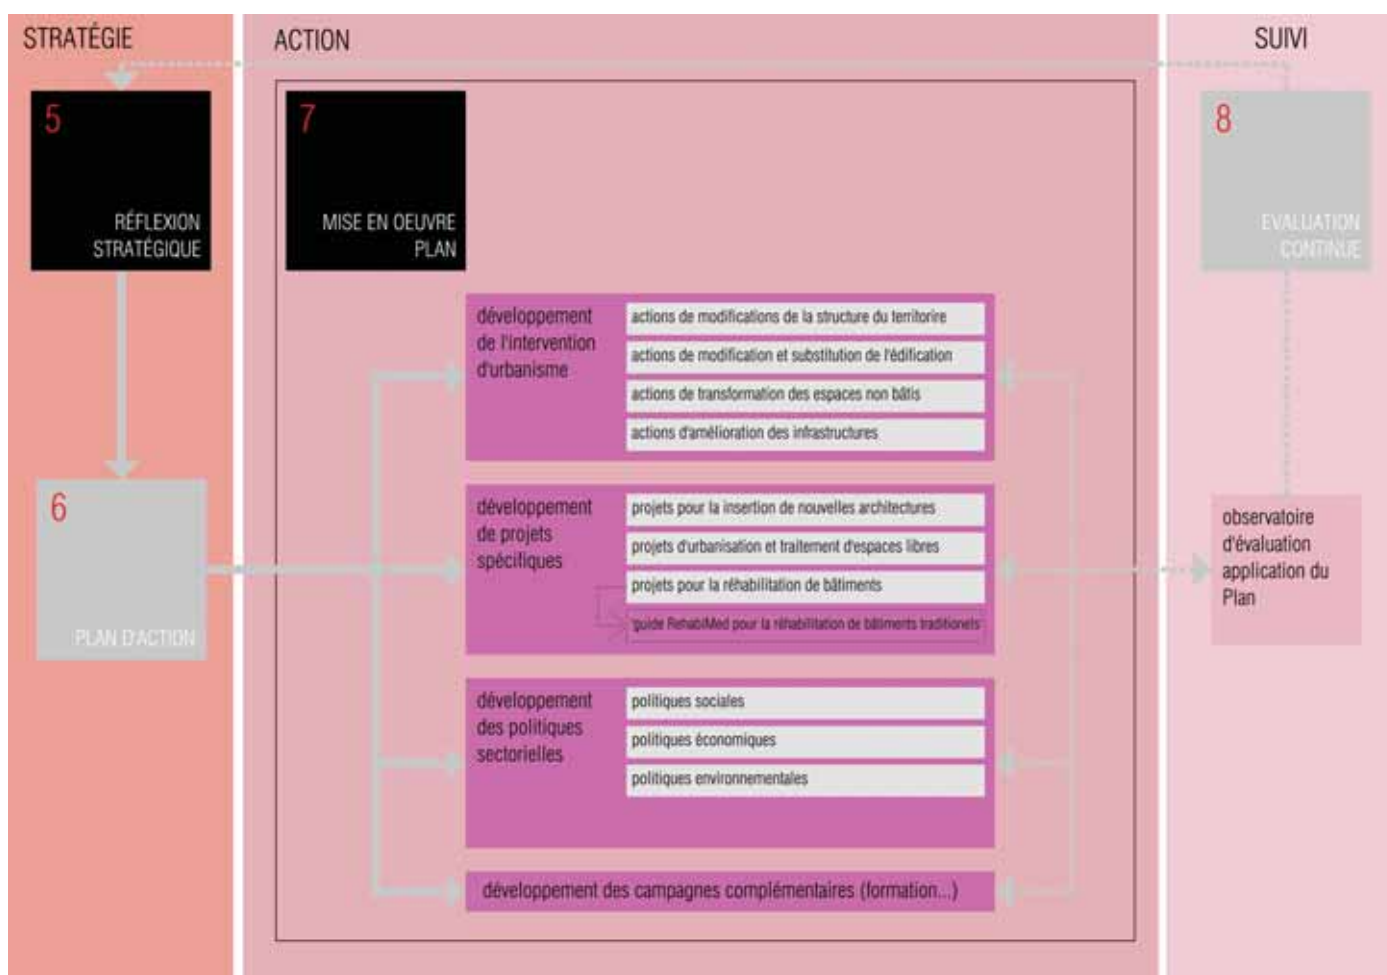 STRATÉGIE
5
RÉFLEXION
STRATÉGIQUE
6
PLAN D'ACTION
ACTION
7
MISE EN OEUVRE
PLAN
développement
de l'intervention
d'urbanisme
actions de modifications de la structure du territorire
actions de modification et substitution de l'édification
actions de transformation des espaces non bâtis
actions d'amélioration des infrastructures
développement
de projets
spécifiques
projets pour la insertion de nouvelles architectures
projets d'urbanisation et traitement d'espaces libres
projets pour la réhabilitation de bâtiments
guide RehabiMed pour la réhabilitation de bâtiments traditionels
développement
des politiques
sectorielles
politiques sociales
politiques économiques
politiques environnementales
développement des campagnes complémentaires (formation...)
SUIVI
8
EVALUATION
CONTINUE
observatoire
d'évaluation
application du
Plan